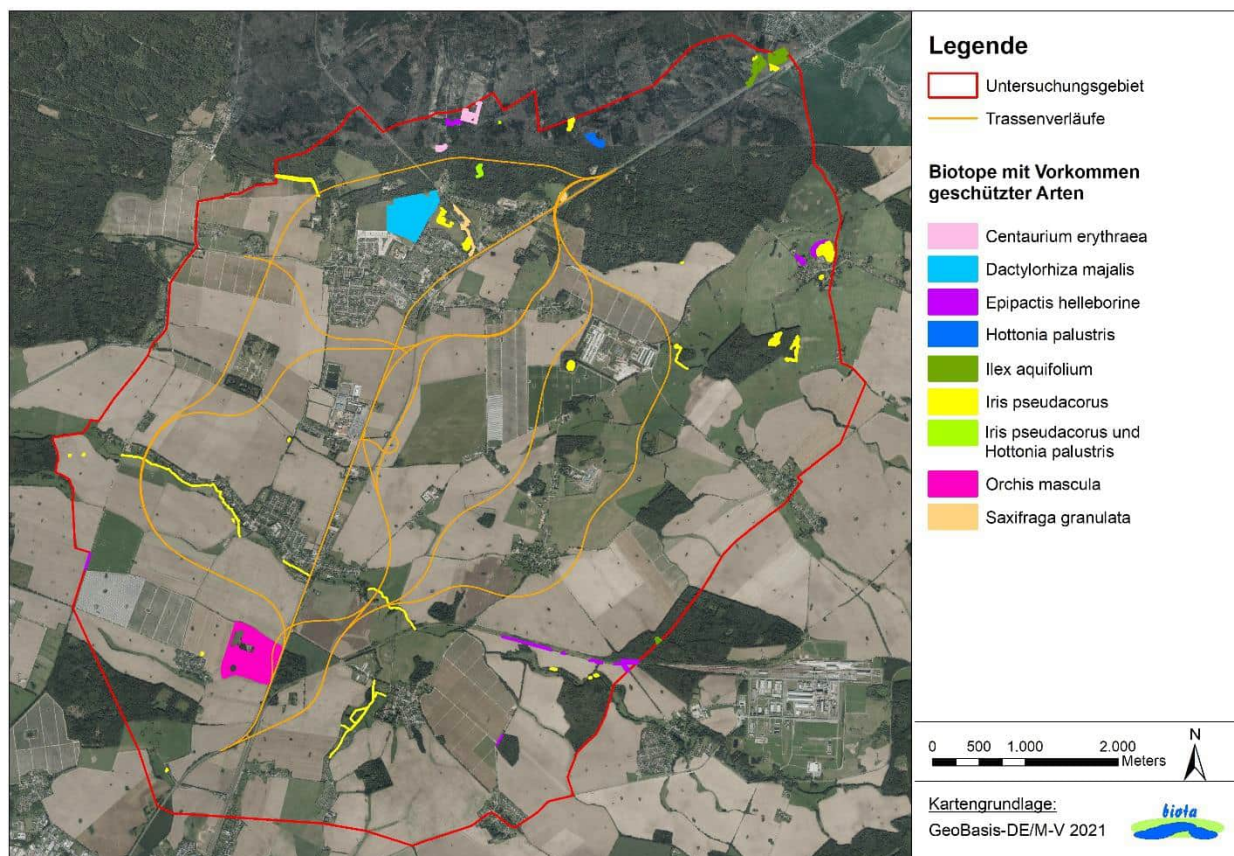 Legende
Untersuchungsgebiet
Trassenverläufe
Biotope mit Vorkommen
geschützter Arten
Centaurium erythraea
Dactylorhiza majalis
Epipactis helleborine
Hottonia palustris
Ilex aquifolium
Iris pseudacorus
Iris pseudacorus und
Hottonia palustris
Orchis mascula
Saxifraga granulata
0 500 1.000 2.000
Meters
N
Kartengrundlage:
GeoBasis-DE/M-V 2021
biota